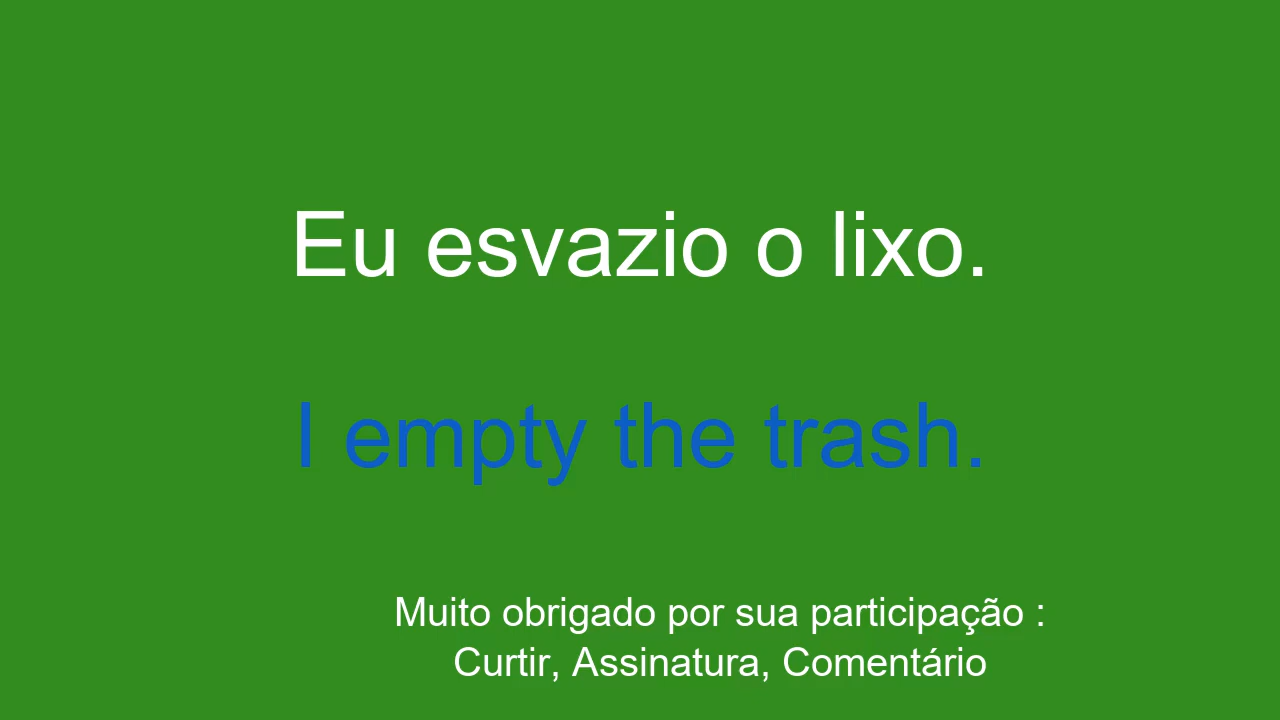 Eu esvazio o lixo.
I empty the trash.
Muito obrigado por sua participação :
Curtir, Assinatura, Comentário